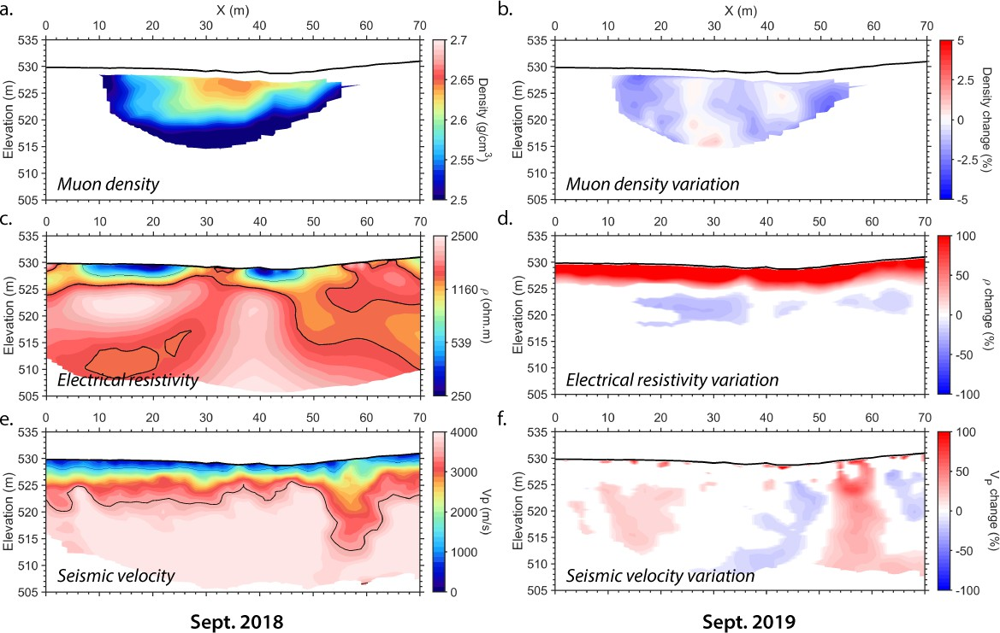 a.
X (m)
0 10 20 30 40 50 60 70
535
530
525
520
515
510
505
Elevation (m)
Muon density
2.7
2.65
2.6
2.55
2.5
Density (g/cm³)
b.
X (m)
0 10 20 30 40 50 60 70
535
530
525
520
515
510
505
Elevation (m)
Muon density variation
5
2.5
0
-2.5
-5
Density change (%)
c.
0 10 20 30 40 50 60 70
535
530
525
520
515
510
505
Elevation (m)
Electrical resistivity
2500
1160
539
250
ρ (ohm.m)
d.
0 10 20 30 40 50 60 70
535
530
525
520
515
510
505
Elevation (m)
Electrical resistivity variation
100
50
0
-50
-100
ρ change (%)
e.
0 10 20 30 40 50 60 70
535
530
525
520
515
510
505
Elevation (m)
Seismic velocity
4000
3000
2000
1000
0
Vp (m/s)
f.
0 10 20 30 40 50 60 70
535
530
525
520
515
510
505
Elevation (m)
Seismic velocity variation
100
50
0
-50
-100
VP change (%)
Sept. 2018
Sept. 2019